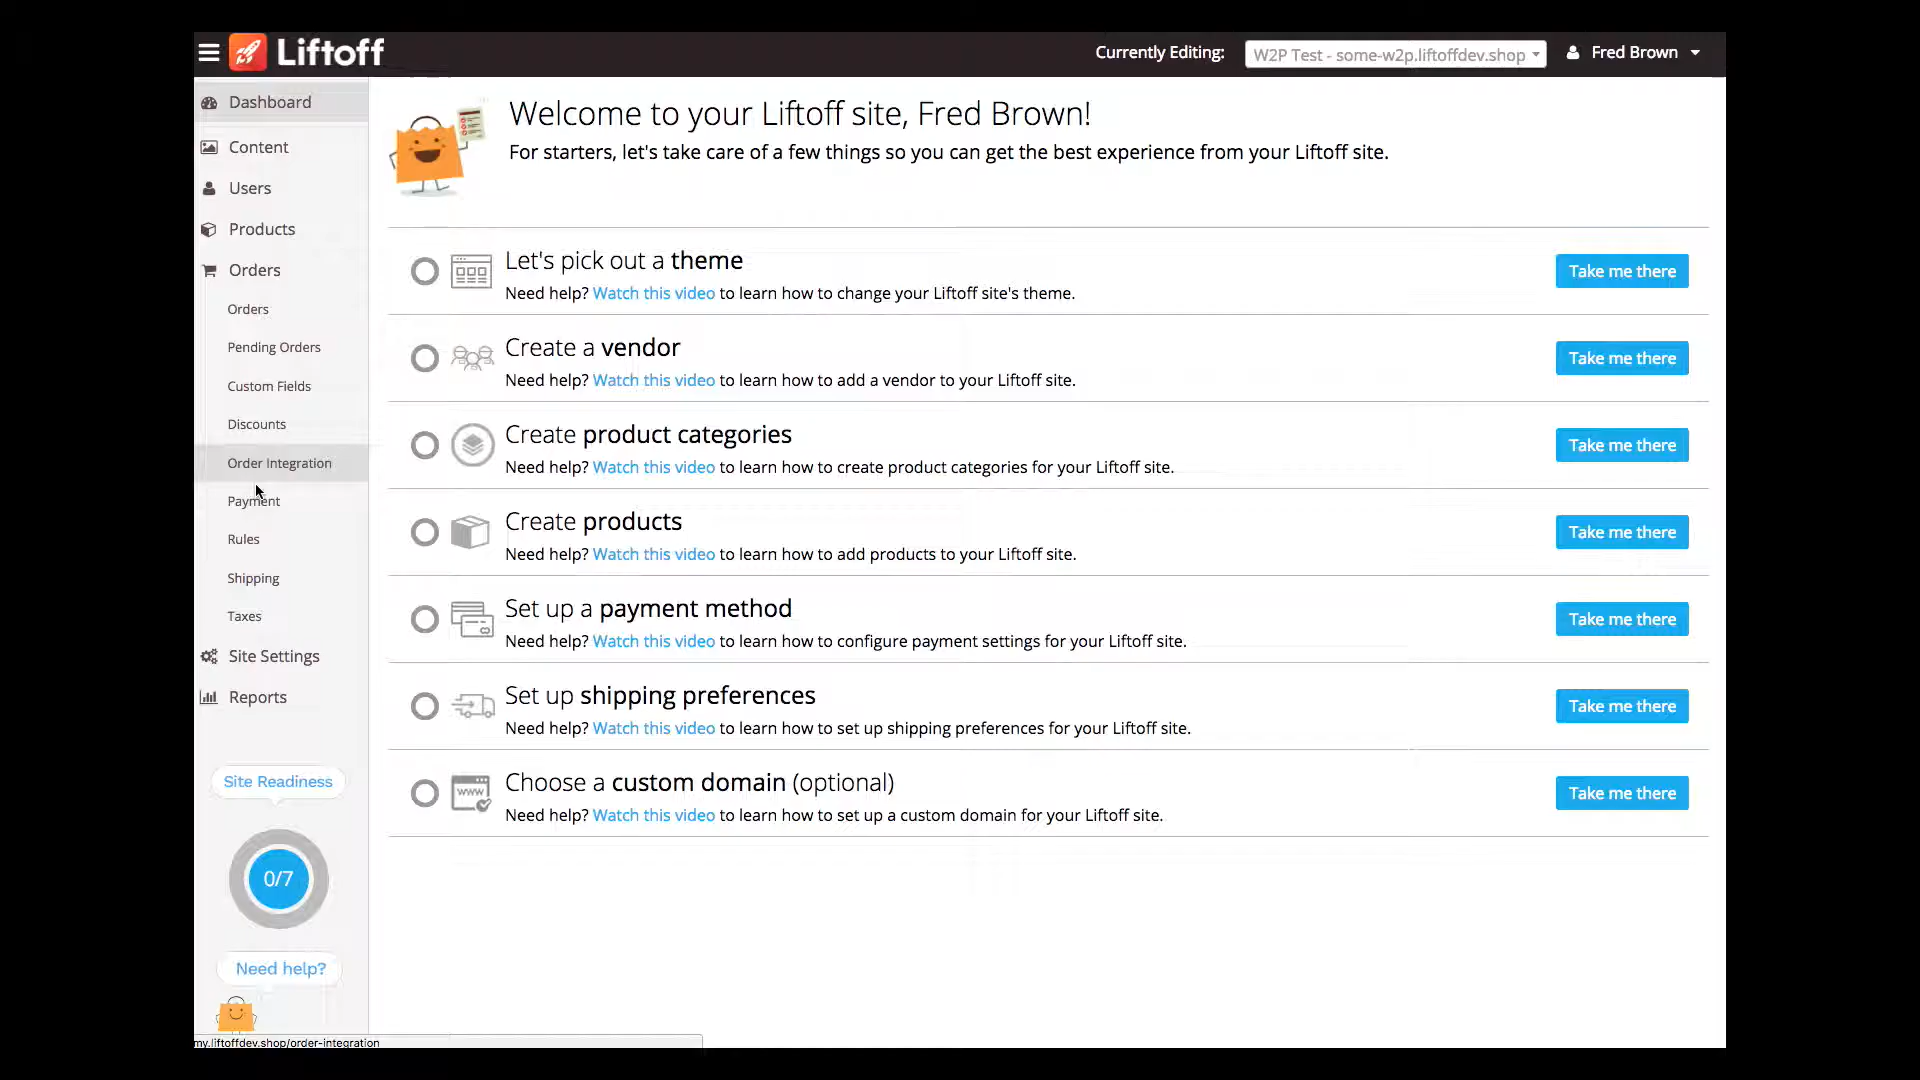 Liftoff
Currently Editing:
W2P Test - some-w2p.liftoffdev.shop
Fred Brown
Dashboard
Content
Users
Products
Orders
Orders
Pending Orders
Custom Fields
Discounts
Order Integration
Payment
Rules
Shipping
Taxes
Site Settings
Reports
Site Readiness
0/7
Need help?
my.liftoffdev.shop/order-integration
Welcome to your Liftoff site, Fred Brown!
For starters, let's take care of a few things so you can get the best experience from your Liftoff site.
Let's pick out a theme
Need help? Watch this video to learn how to change your Liftoff site's theme.
Take me there
Create a vendor
Need help? Watch this video to learn how to add a vendor to your Liftoff site.
Take me there
Create product categories
Need help? Watch this video to learn how to create product categories for your Liftoff site.
Take me there
Create products
Need help? Watch this video to learn how to add products to your Liftoff site.
Take me there
Set up a payment method
Need help? Watch this video to learn how to configure payment settings for your Liftoff site.
Take me there
Set up shipping preferences
Need help? Watch this video to learn how to set up shipping preferences for your Liftoff site.
Take me there
www
Choose a custom domain (optional)
Need help? Watch this video to learn how to set up a custom domain for your Liftoff site.
Take me there